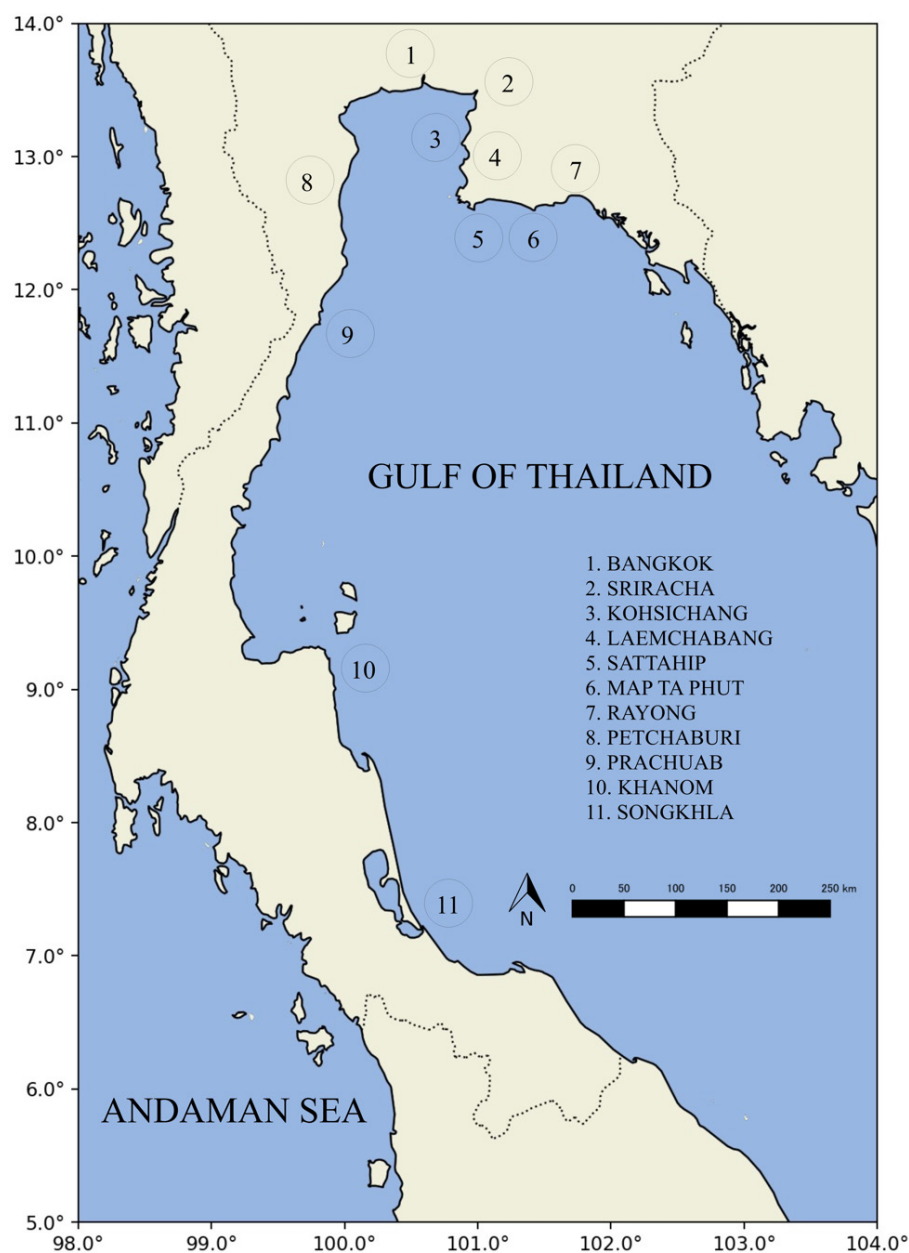 14.0°
1
2
13.0°
3
4
7
8
5
6
12.0°
9
11.0°
GULF OF THAILAND
10.0°
1. BANGKOK
2. SRIRACHA
3. KOHSICHANG
4. LAEMCHABANG
5. SATTAHIP
6. MAP TA PHUT
7. RAYONG
8. PETCHABURI
9. PRACHUAB
10. KHANOM
11. SONGKHLA
9.0°
10
8.0°
0 50 100 150 200 250 km
11
N
7.0°
6.0°
ANDAMAN SEA
5.0°
98.0° 99.0° 100.0° 101.0° 102.0° 103.0° 104.0°